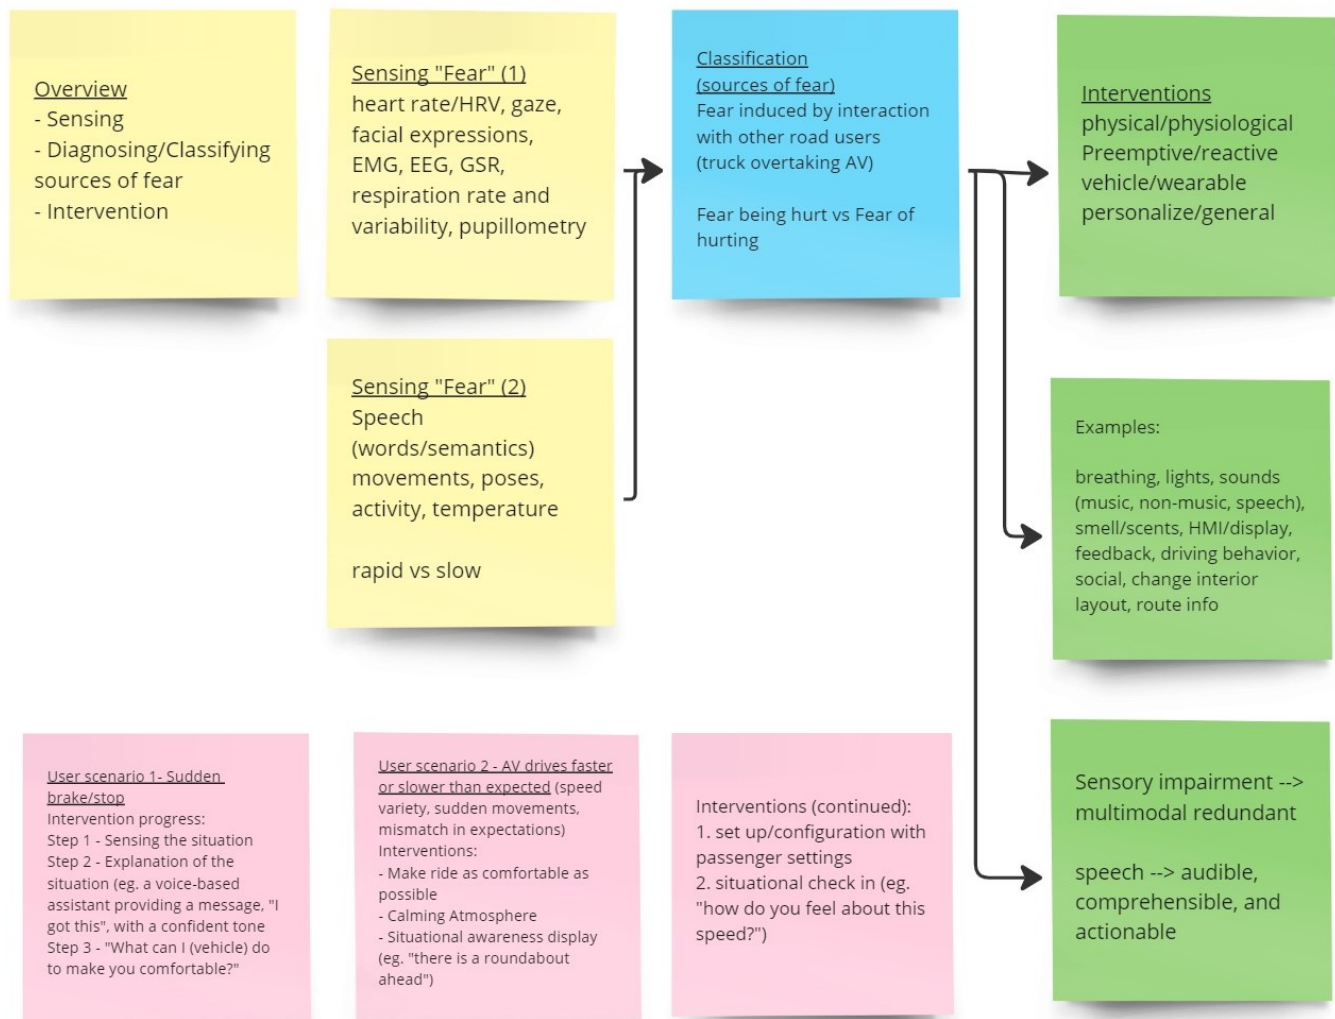 Overview
- Sensing
- Diagnosing/Classifying
sources of fear
- Intervention
Sensing "Fear" (1)
heart rate/HRV, gaze,
facial expressions,
EMG, EEG, GSR,
respiration rate and
variability, pupillometry
Classification
(sources of fear)
Fear induced by interaction
with other road users
(truck overtaking AV)
Fear being hurt vs Fear of
hurting
Interventions
physical/physiological
Preemptive/reactive
vehicle/wearable
personalize/general
Sensing "Fear" (2)
Speech
(words/semantics)
movements, poses,
activity, temperature
rapid vs slow
Examples:
breathing, lights, sounds
(music, non-music, speech),
smell/scents, HMI/display,
feedback, driving behavior,
social, change interior
layout, route info
User scenario 1- Sudden
brake/stop
Intervention progress:
Step 1 - Sensing the situation
Step 2 - Explanation of the
situation (eg. a voice-based
assistant providing a message, "I
got this", with a confident tone
Step 3 - "What can I (vehicle) do
to make you comfortable?"
User scenario 2 - AV drives faster
or slower than expected (speed
variety, sudden movements,
mismatch in expectations)
Interventions:
- Make ride as comfortable as
possible
- Calming Atmosphere
- Situational awareness display
(eg. "there is a roundabout
ahead")
Interventions (continued):
1. set up/configuration with
passenger settings
2. situational check in (eg.
"how do you feel about this
speed?")
Sensory impairment -->
multimodal redundant
speech --> audible,
comprehensible, and
actionable